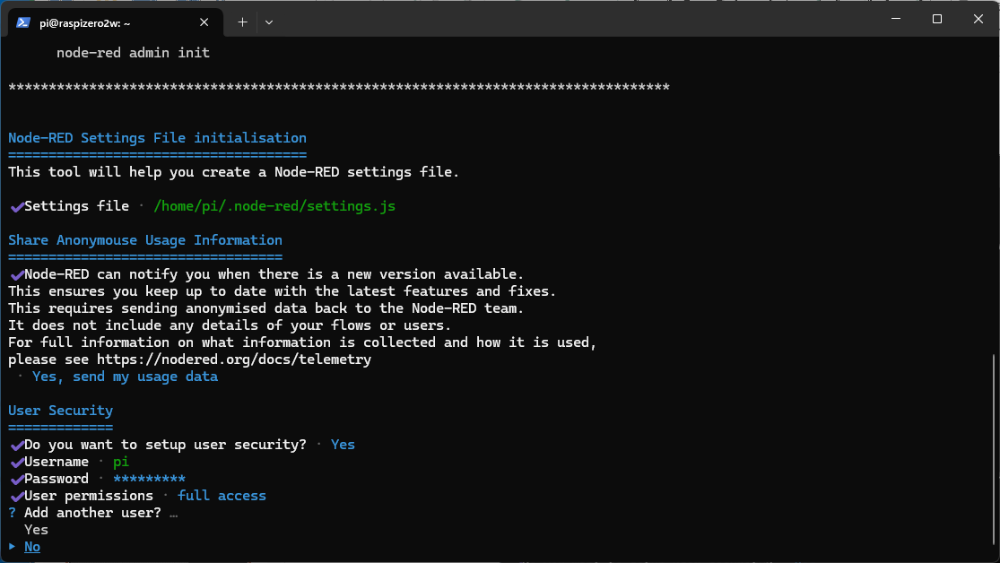 pi@raspizero2w: ~
node-red admin init
**********************************************************************************
Node-RED Settings File initialisation
=====================================
This tool will help you create a Node-RED settings file.
✔Settings file · /home/pi/.node-red/settings.js
Share Anonymouse Usage Information
==================================
✔Node-RED can notify you when there is a new version available.
This ensures you keep up to date with the latest features and fixes.
This requires sending anonymised data back to the Node-RED team.
It does not include any details of your flows or users.
For full information on what information is collected and how it is used,
please see https://nodered.org/docs/telemetry
· Yes, send my usage data
User Security
=============
✔Do you want to setup user security? · Yes
✔Username · pi
✔Password · *********
✔User permissions · full access
? Add another user? …
Yes
▸ No